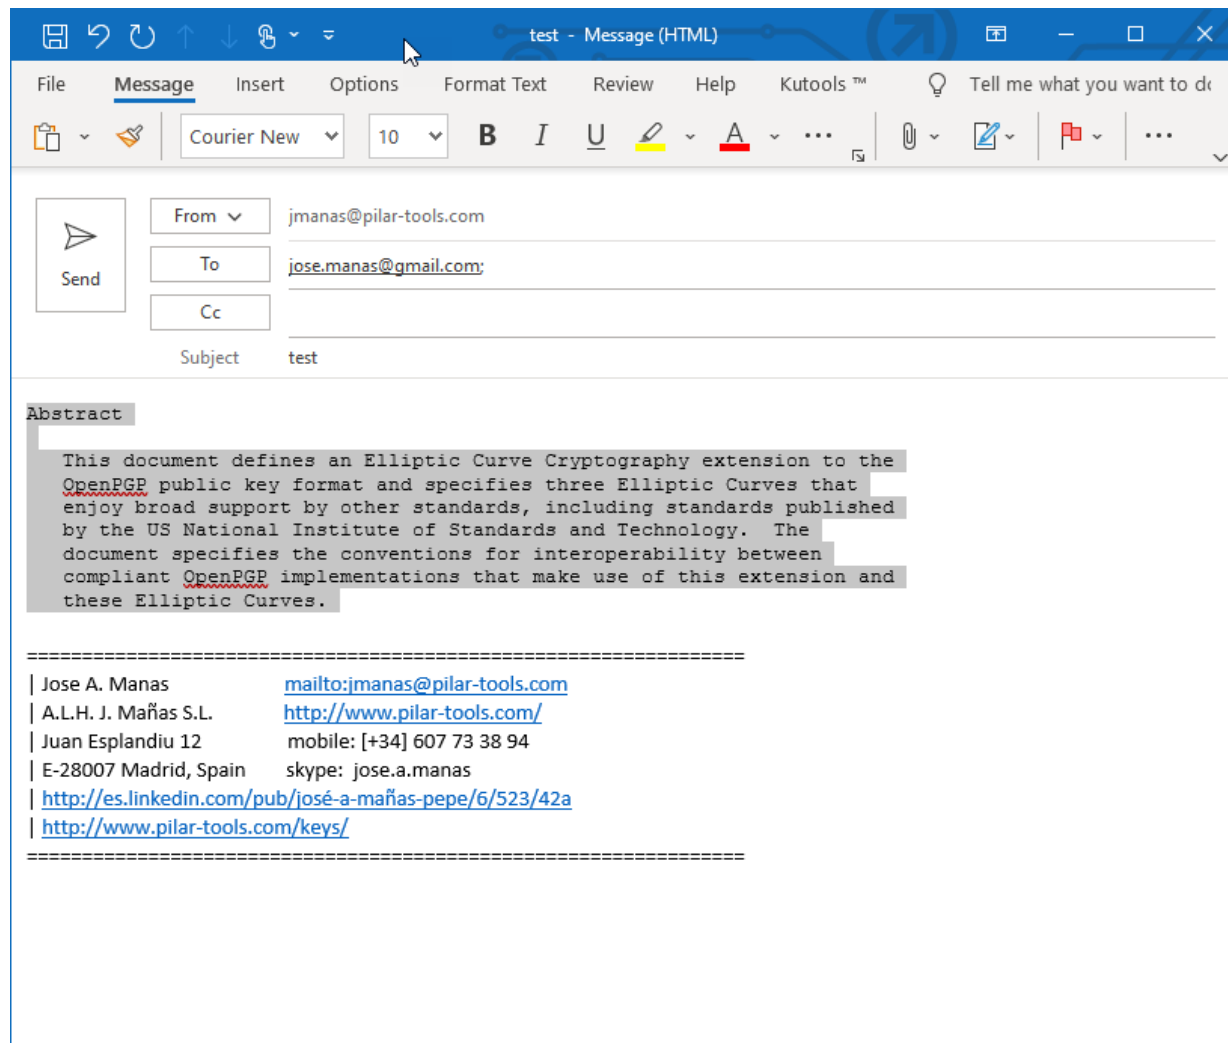 test - Message (HTML)
File Message Insert Options Format Text Review Help Kutools ™ Tell me what you want to dc
Courier New 10 B I U A
From jmanas@pilar-tools.com
Send
To jose.manas@gmail.com;
Cc
Subject test
Abstract
This document defines an Elliptic Curve Cryptography extension to the
OpenPGP public key format and specifies three Elliptic Curves that
enjoy broad support by other standards, including standards published
by the US National Institute of Standards and Technology.  The
document specifies the conventions for interoperability between
compliant OpenPGP implementations that make use of this extension and
these Elliptic Curves.
=================================================================
| Jose A. Manas mailto:jmanas@pilar-tools.com
| A.L.H. J. Mañas S.L. http://www.pilar-tools.com/
| Juan Esplandiu 12 mobile: [+34] 607 73 38 94
| E-28007 Madrid, Spain skype: jose.a.manas
| http://es.linkedin.com/pub/josé-a-mañas-pepe/6/523/42a
| http://www.pilar-tools.com/keys/
=================================================================